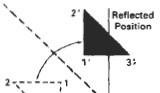 2'
Reflected
Position
1'
3'
2
1